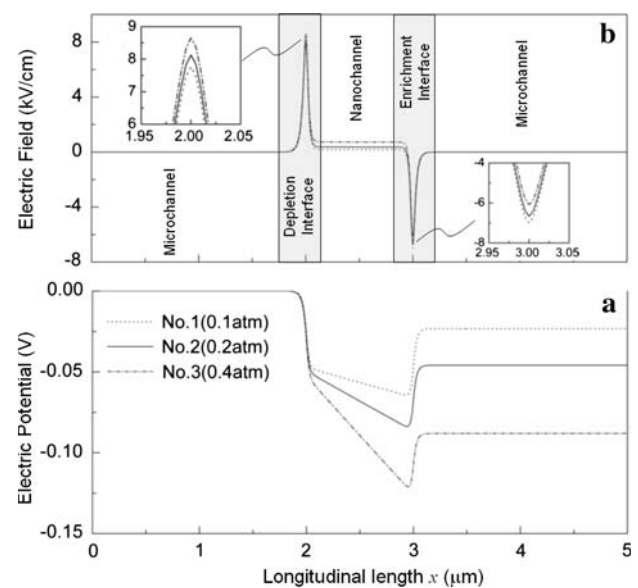 b
Electric Field (kV/cm)
8
4
0
-4
-8
9
8
7
6
1.95
2.00
2.05
Microchannel
Depletion
Interface
Nanochannel
Enrichment
Interface
Microchannel
-4
-6
-8
2.95
3.00
3.05
a
Electric Potential (V)
0.00
-0.05
-0.10
-0.15
No.1(0.1atm)
No.2(0.2atm)
No.3(0.4atm)
0
1
2
3
4
5
Longitudinal length x (μm)